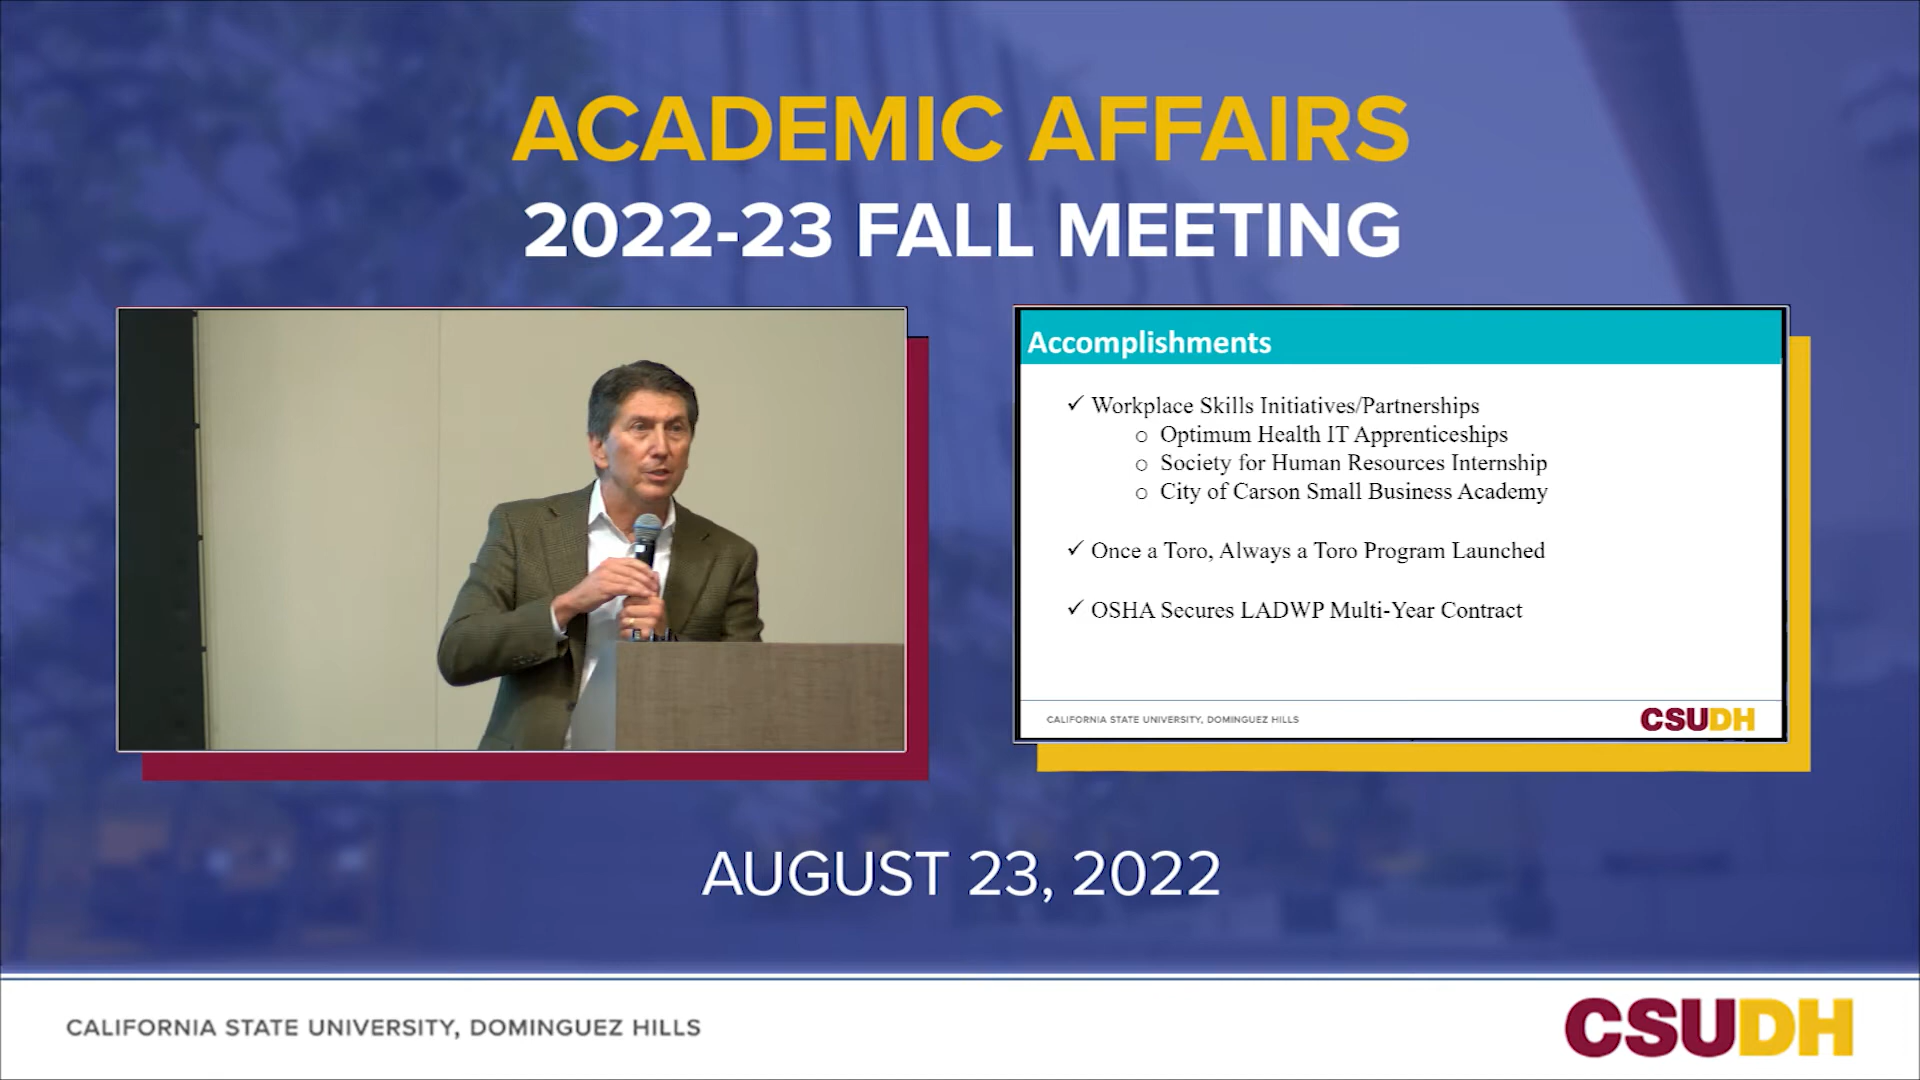 ACADEMIC AFFAIRS
2022-23 FALL MEETING
Accomplishments
✓ Workplace Skills Initiatives/Partnerships
o Optimum Health IT Apprenticeships
o Society for Human Resources Internship
o City of Carson Small Business Academy
✓ Once a Toro, Always a Toro Program Launched
✓ OSHA Secures LADWP Multi-Year Contract
CALIFORNIA STATE UNIVERSITY, DOMINGUEZ HILLS
CSUDH
AUGUST 23, 2022
CALIFORNIA STATE UNIVERSITY, DOMINGUEZ HILLS
CSUDH